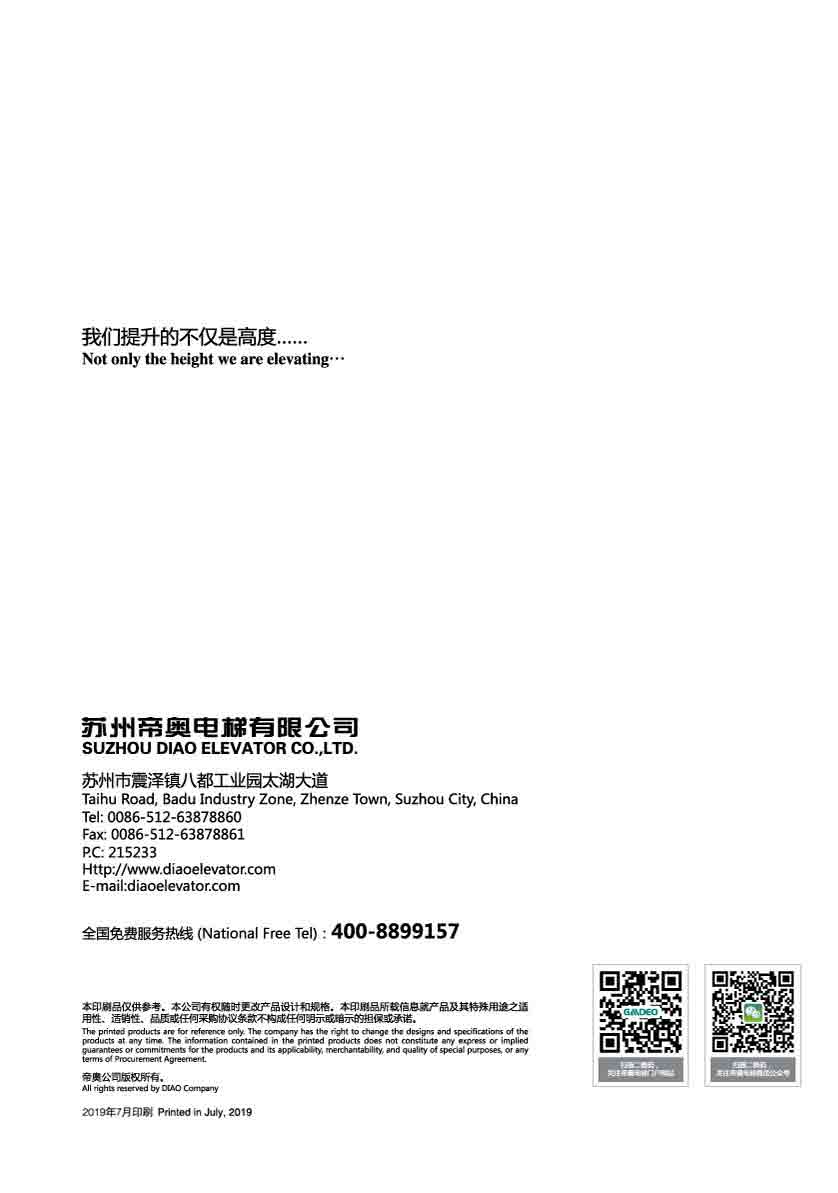 我们提升的不仅是高度......
Not only the height we are elevating···
苏州帝奥电梯有限公司
SUZHOU DIAO ELEVATOR CO.,LTD.
苏州市震泽镇八都工业园太湖大道
Taihu Road, Badu Industry Zone, Zhenze Town, Suzhou City, China
Tel: 0086-512-63878860
Fax: 0086-512-63878861
P.C: 215233
Http://www.diaoelevator.com
E-mail:diaoelevator.com
全国免费服务热线 (National Free Tel) : 400-8899157
本印刷品仅供参考。本公司有权随时更改产品设计和规格。本印刷品所载信息就产品及其特殊用途之适
用性、适销性、品质或任何采购协议条款不构成任何明示或暗示的担保或承诺。
The printed products are for reference only. The company has the right to change the designs and specifications of the
products at any time. The information contained in the printed products does not constitute any express or implied
guarantees or commitments for the products and its applicability, merchantability, and quality of special purposes, or any
terms of Procurement Agreement.
帝奥公司版权所有。
All rights reserved by DIAO Company
2019年7月印刷 Printed in July, 2019
GMDEO
扫描二维码，
关注帝奥电梯门户网站
扫描二维码，
关注帝奥电梯微信公众号